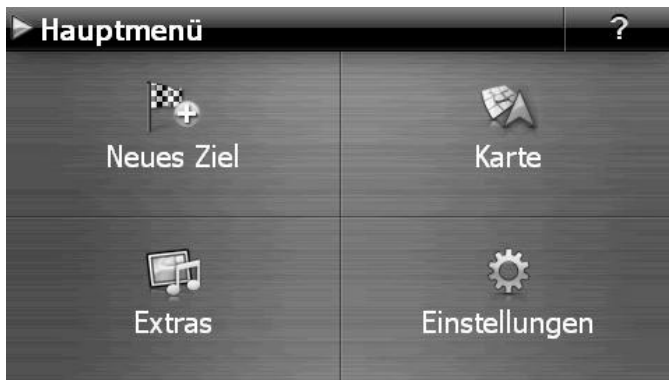 Hauptmenü
?
Neues Ziel
Karte
Extras
Einstellungen